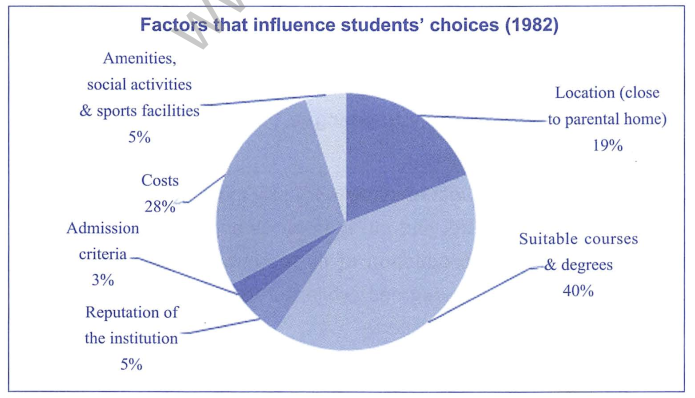 Factors that influence students' choices (1982)
Amenities,
social activities
& sports facilities
5%
Location (close
to parental home)
19%
Costs
28%
Admission
criteria
3%
Suitable courses
& degrees
40%
Reputation of
the institution
5%